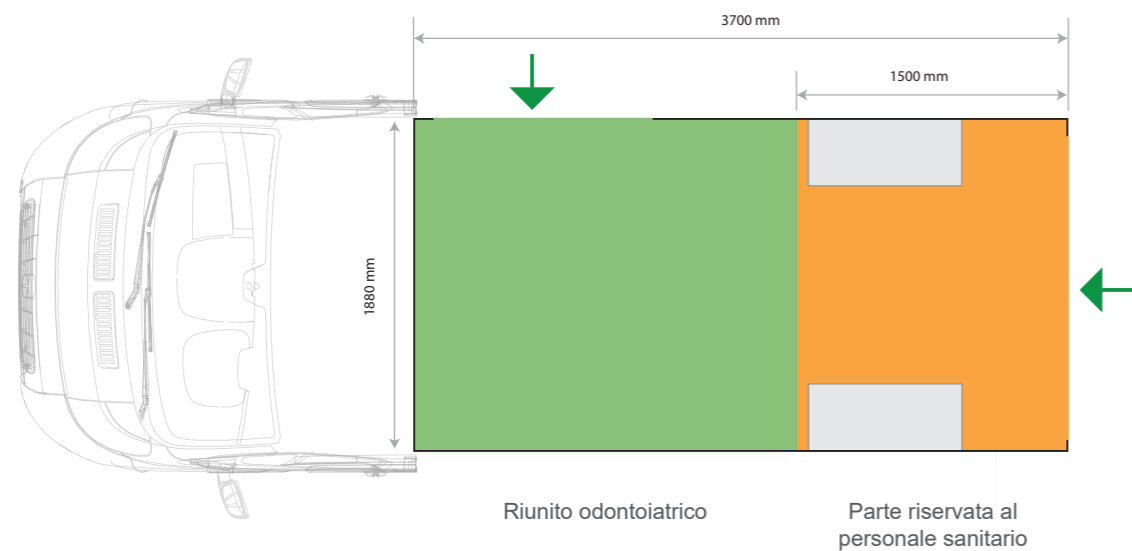 3700 mm
1500 mm
1880 mm
Riunito odontoiatrico
Parte riservata al
personale sanitario